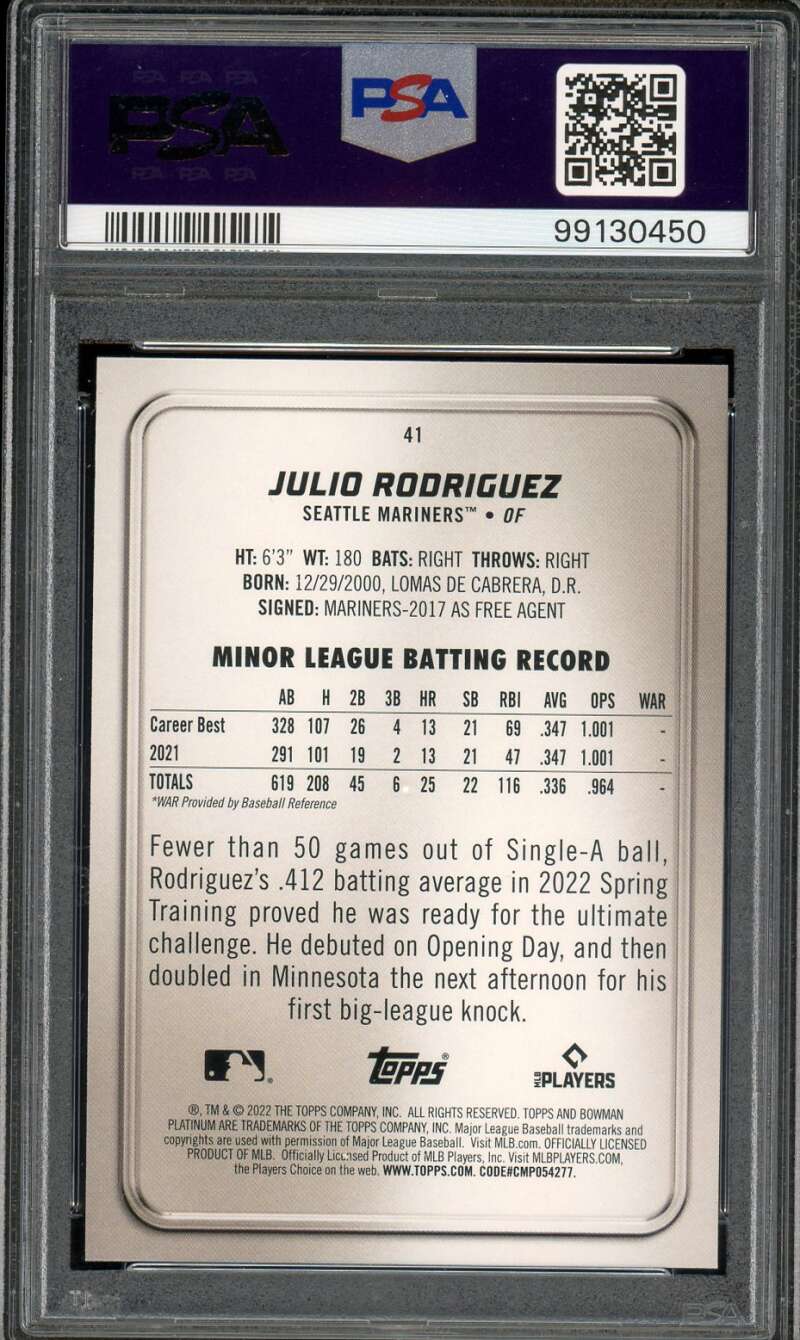 PSA PSA PSA
PSA
PSA PSA PSA
PSA
99130450
41
JULIO RODRIGUEZ
SEATTLE MARINERS™ • OF
HT: 6'3" WT: 180 BATS: RIGHT THROWS: RIGHT
BORN: 12/29/2000, LOMAS DE CABRERA, D.R.
SIGNED: MARINERS-2017 AS FREE AGENT
MINOR LEAGUE BATTING RECORD
AB H 2B 3B HR SB RBI AVG OPS WAR
Career Best 328 107 26 4 13 21 69 .347 1.001 -
2021 291 101 19 2 13 21 47 .347 1.001 -
TOTALS 619 208 45 6 25 22 116 .336 .964 -
*WAR Provided by Baseball Reference
Fewer than 50 games out of Single-A ball,
Rodriguez's .412 batting average in 2022 Spring
Training proved he was ready for the ultimate
challenge. He debuted on Opening Day, and then
doubled in Minnesota the next afternoon for his
first big-league knock.
topps® MLB PLAYERS
®, TM & © 2022 THE TOPPS COMPANY, INC. ALL RIGHTS RESERVED. TOPPS AND BOWMAN
PLATINUM ARE TRADEMARKS OF THE TOPPS COMPANY, INC. Major League Baseball trademarks and
copyrights are used with permission of Major League Baseball. Visit MLB.com. OFFICIALLY LICENSED
PRODUCT OF MLB. Officially Licensed Product of MLB Players, Inc. Visit MLBPLAYERS.COM,
the Players Choice on the web. WWW.TOPPS.COM. CODE#CMP054277.
PSA